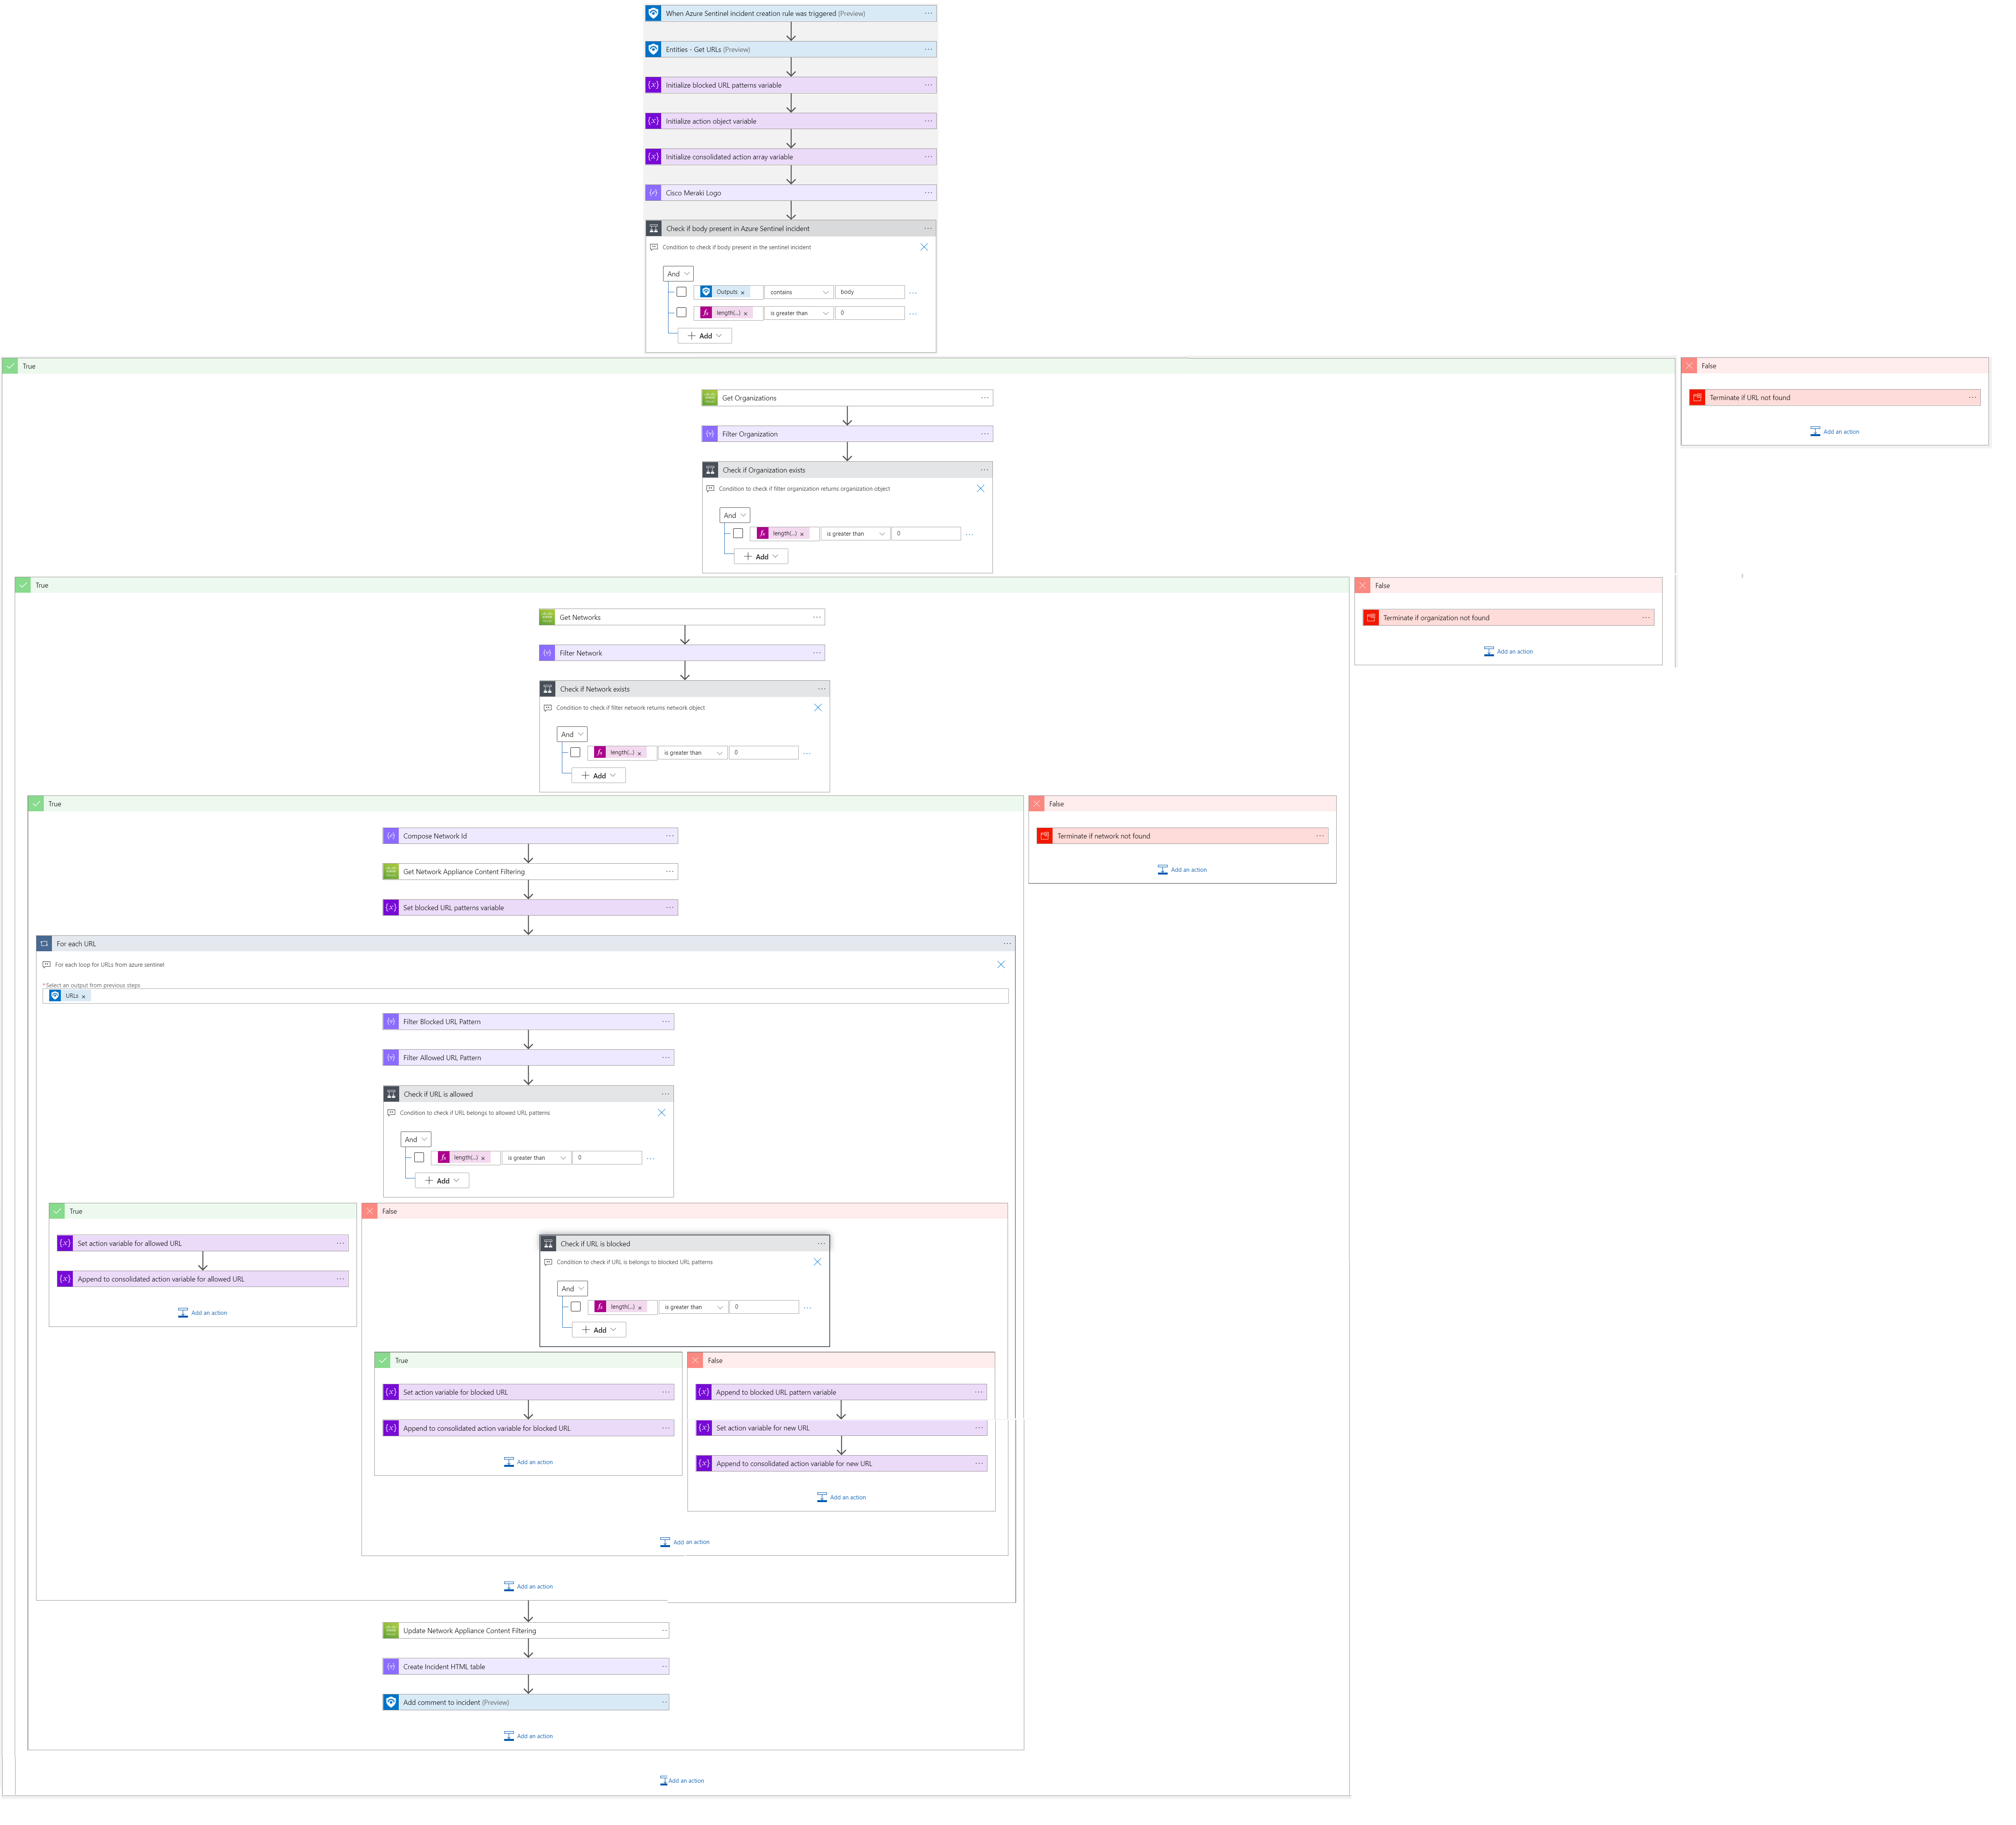 When Azure Sentinel incident creation rule was triggered (Preview)
Entities - Get URLs (Preview)
Initialize blocked URL patterns variable
Initialize action object variable
Initialize consolidated action array variable
Cisco Meraki Logo
Check if body present in Azure Sentinel incident
Condition to check if body present in the sentinel incident
And
Outputs contains body
length(...) is greater than 0
Add
True
False
Get Organizations
Terminate if URL not found
Add an action
Filter Organization
Check if Organization exists
Condition to check if filter organization returns organization object
And
length(...) is greater than 0
Add
True
False
Get Networks
Terminate if organization not found
Add an action
Filter Network
Check if Network exists
Condition to check if filter network returns network object
And
length(...) is greater than 0
Add
True
False
Compose Network Id
Terminate if network not found
Add an action
Get Network Appliance Content Filtering
Set blocked URL patterns variable
For each URL
For each loop for URLs from azure sentinel
*Select an output from previous steps
URLs
Filter Blocked URL Pattern
Filter Allowed URL Pattern
Check if URL is allowed
Condition to check if URL belongs to allowed URL patterns
And
length(...) is greater than 0
Add
True
False
Set action variable for allowed URL
Append to consolidated action variable for allowed URL
Add an action
Check if URL is blocked
Condition to check if URL is belongs to blocked URL patterns
And
length(...) is greater than 0
Add
True
False
Set action variable for blocked URL
Append to consolidated action variable for blocked URL
Add an action
Append to blocked URL pattern variable
Set action variable for new URL
Append to consolidated action variable for new URL
Add an action
Add an action
Add an action
Update Network Appliance Content Filtering
Create Incident HTML table
Add comment to incident (Preview)
Add an action
Add an action